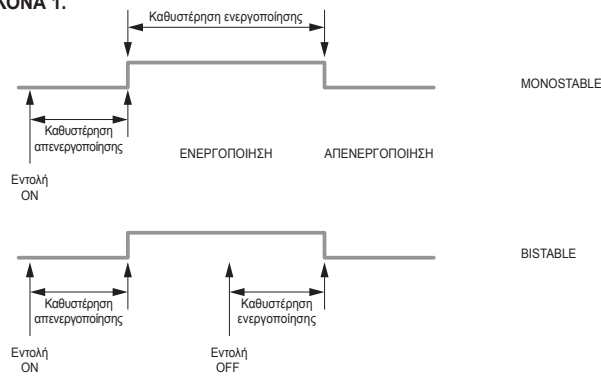 ΚΟΝΑ 1.
Καθυστέρηση ενεργοποίησης
MONOSTABLE
Καθυστέρηση
απενεργοποίησης
ΕΝΕΡΓΟΠΟΙΗΣΗ
ΑΠΕΝΕΡΓΟΠΟΙΗΣΗ
Εντολή
ON
BISTABLE
Καθυστέρηση
απενεργοποίησης
Καθυστέρηση
ενεργοποίησης
Εντολή
ON
Εντολή
OFF